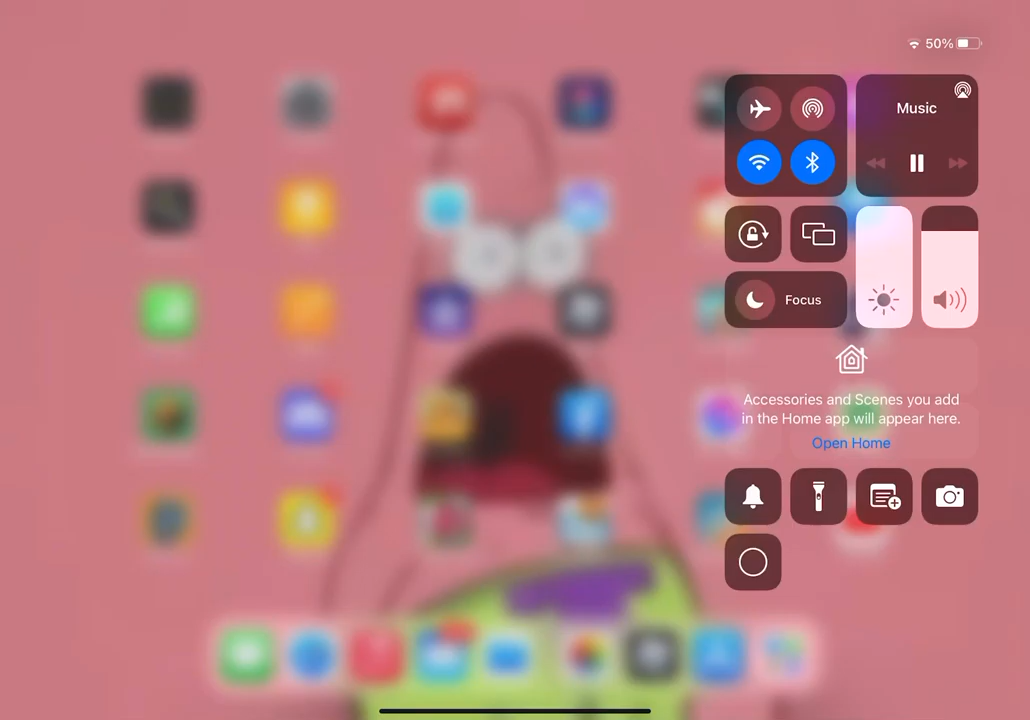 50%
Music
Focus
Accessories and Scenes you add
in the Home app will appear here.
Open Home